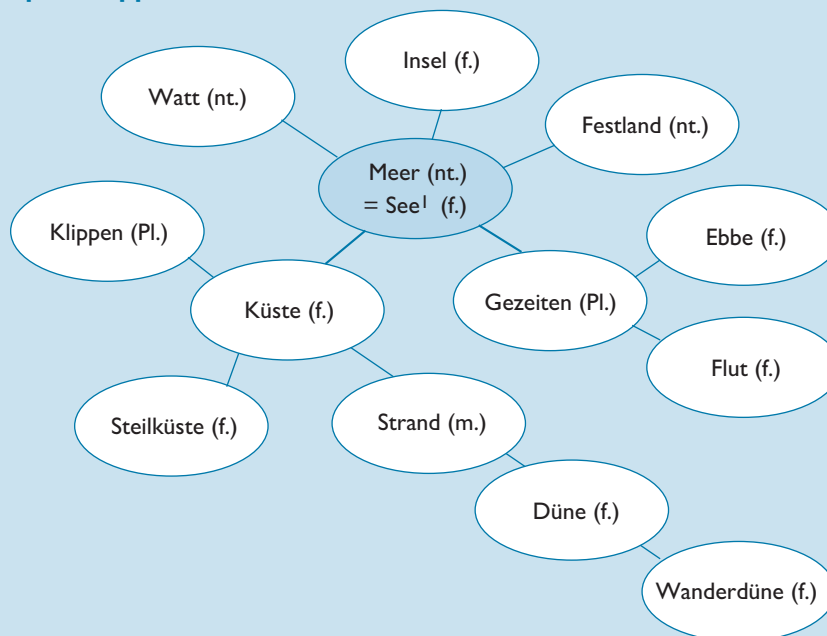 Insel (f.)
Watt (nt.)
Festland (nt.)
Meer (nt.)
= See¹ (f.)
Klippen (Pl.)
Ebbe (f.)
Küste (f.)
Gezeiten (Pl.)
Flut (f.)
Steilküste (f.)
Strand (m.)
Düne (f.)
Wanderdüne (f.)